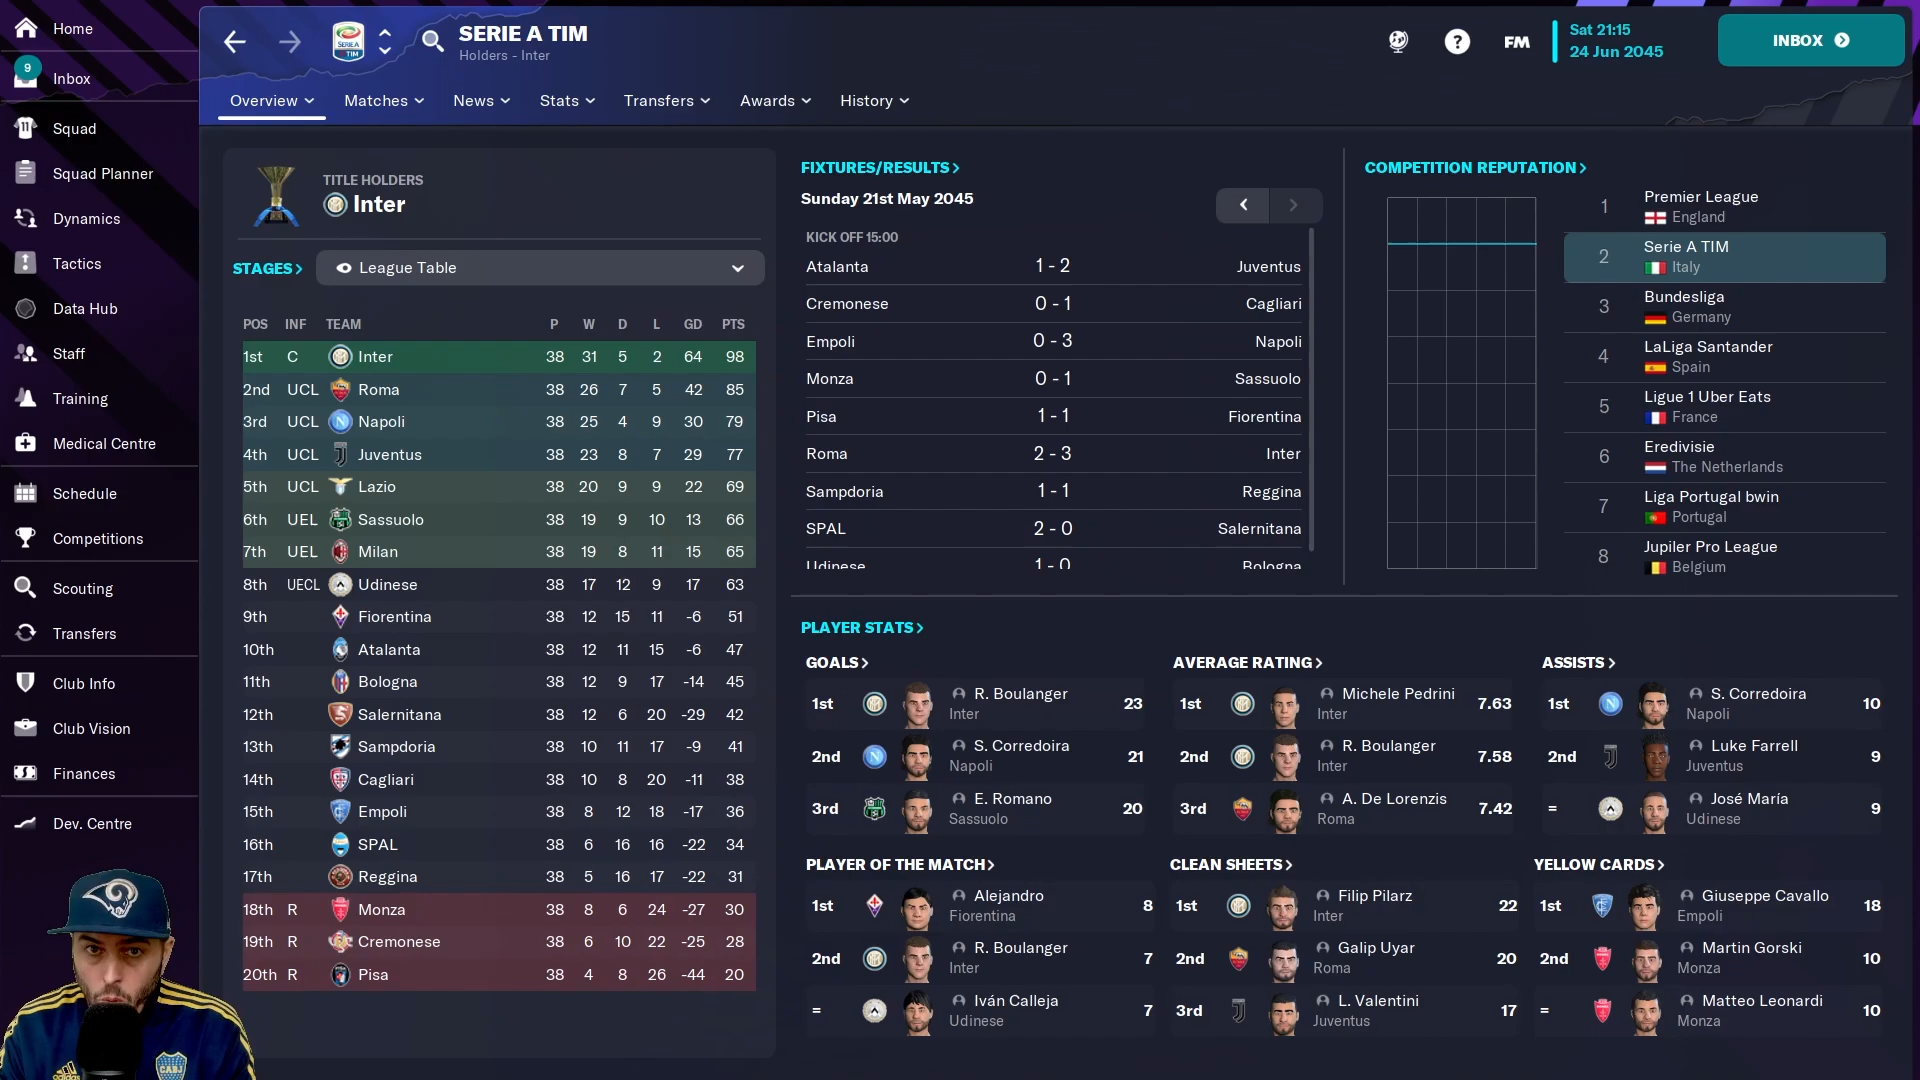 Home
9
Inbox
Squad
Squad Planner
Dynamics
Tactics
Data Hub
Staff
Training
Medical Centre
Schedule
Competitions
Scouting
Transfers
Club Info
Club Vision
Finances
Dev. Centre
SERIE A TIM
Holders - Inter
?
FM
Sat 21:15
24 Jun 2045
INBOX
Overview
Matches
News
Stats
Transfers
Awards
History
TITLE HOLDERS
Inter
STAGES
League Table
POS INF TEAM P W D L GD PTS
1st C Inter 38 31 5 2 64 98
2nd UCL Roma 38 26 7 5 42 85
3rd UCL Napoli 38 25 4 9 30 79
4th UCL Juventus 38 23 8 7 29 77
5th UCL Lazio 38 20 9 9 22 69
6th UEL Sassuolo 38 19 9 10 13 66
7th UEL Milan 38 19 8 11 15 65
8th UECL Udinese 38 17 12 9 17 63
9th Fiorentina 38 12 15 11 -6 51
10th Atalanta 38 12 11 15 -6 47
11th Bologna 38 12 9 17 -14 45
12th Salernitana 38 12 6 20 -29 42
13th Sampdoria 38 10 11 17 -9 41
14th Cagliari 38 10 8 20 -11 38
15th Empoli 38 8 12 18 -17 36
16th SPAL 38 6 16 16 -22 34
17th Reggina 38 5 16 17 -22 31
18th R Monza 38 8 6 24 -27 30
19th R Cremonese 38 6 10 22 -25 28
20th R Pisa 38 4 8 26 -44 20
FIXTURES/RESULTS
Sunday 21st May 2045
KICK OFF 15:00
Atalanta 1 - 2 Juventus
Cremonese 0 - 1 Cagliari
Empoli 0 - 3 Napoli
Monza 0 - 1 Sassuolo
Pisa 1 - 1 Fiorentina
Roma 2 - 3 Inter
Sampdoria 1 - 1 Reggina
SPAL 2 - 0 Salernitana
Udinese 1 - 0 Bologna
COMPETITION REPUTATION
1 Premier League
England
2 Serie A TIM
Italy
3 Bundesliga
Germany
4 LaLiga Santander
Spain
5 Ligue 1 Uber Eats
France
6 Eredivisie
The Netherlands
7 Liga Portugal bwin
Portugal
8 Jupiler Pro League
Belgium
PLAYER STATS
GOALS
1st R. Boulanger 23
Inter
2nd S. Corredoira 21
Napoli
3rd E. Romano 20
Sassuolo
AVERAGE RATING
1st Michele Pedrini 7.63
Inter
2nd R. Boulanger 7.58
Inter
3rd A. De Lorenzis 7.42
Roma
ASSISTS
1st S. Corredoira 10
Napoli
2nd Luke Farrell 9
Juventus
= José María 9
Udinese
PLAYER OF THE MATCH
1st Alejandro 8
Fiorentina
2nd R. Boulanger 7
Inter
= Iván Calleja 7
Udinese
CLEAN SHEETS
1st Filip Pilarz 22
Inter
2nd Galip Uyar 20
Roma
3rd L. Valentini 17
Juventus
YELLOW CARDS
1st Giuseppe Cavallo 18
Empoli
2nd Martin Gorski 10
Monza
= Matteo Leonardi 10
Monza
adidas
CABJ